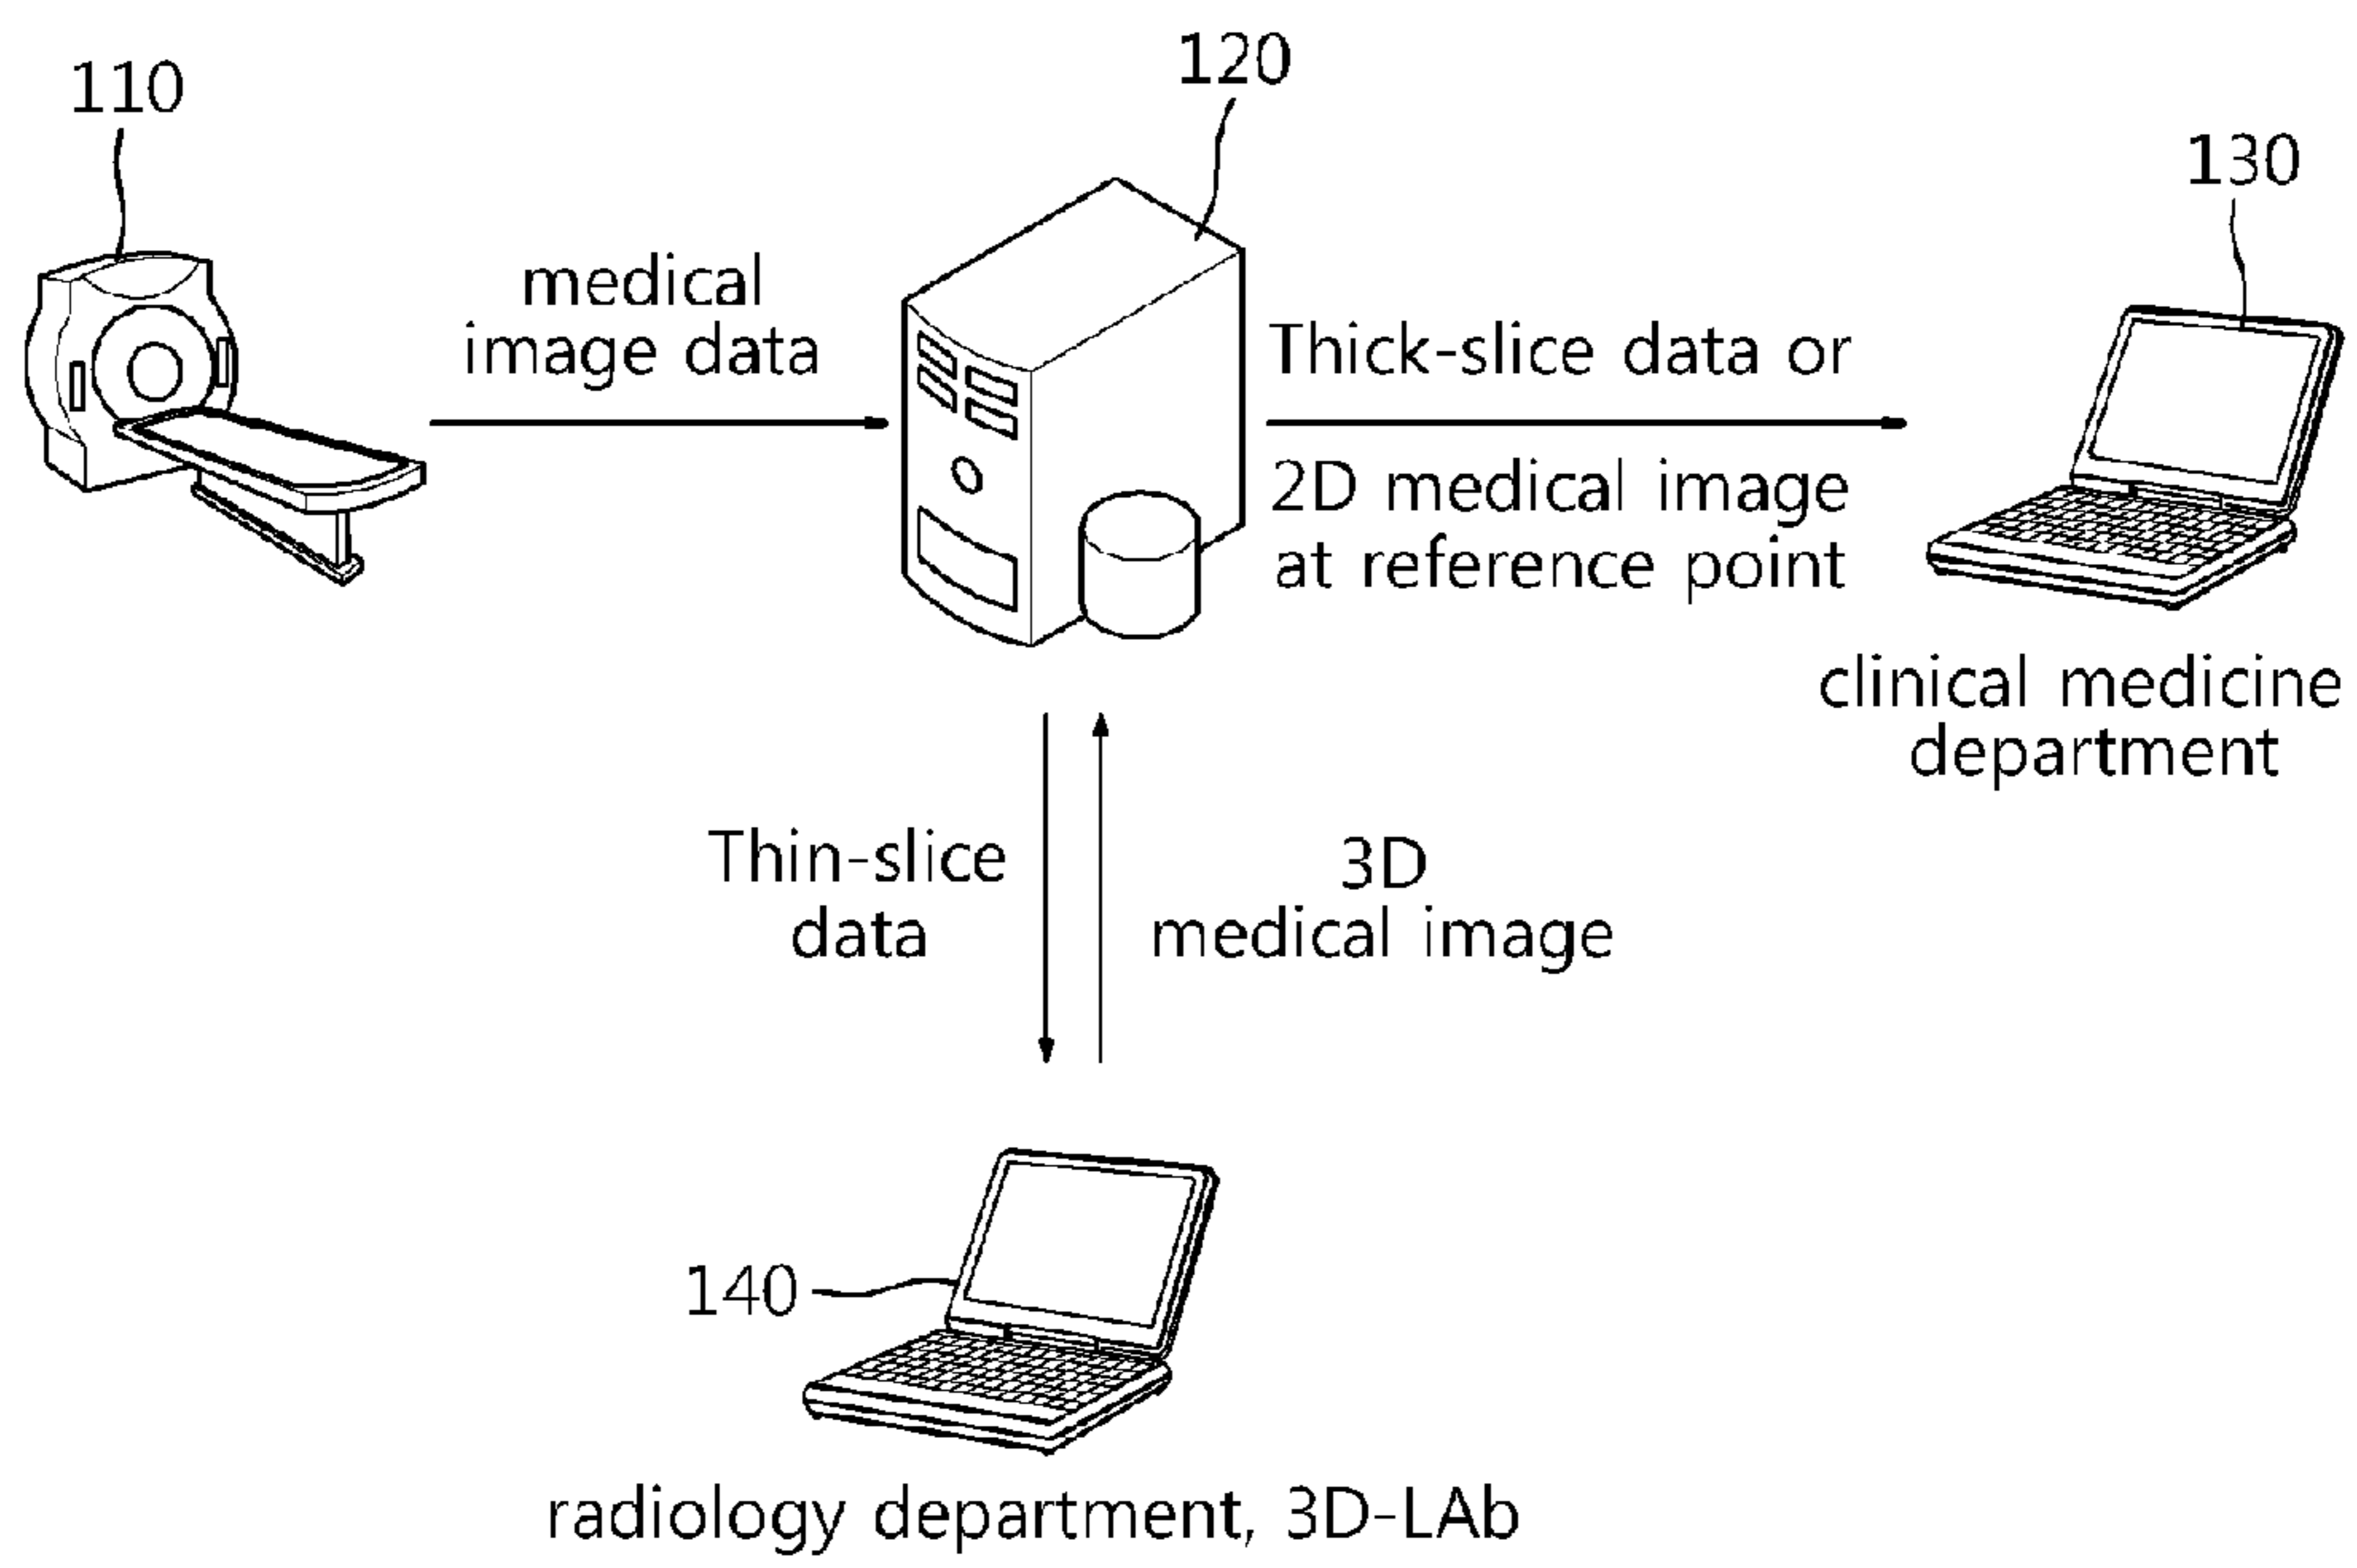 110
120
130
medical
image data
Thick-slice data or
2D medical image
at reference point
clinical medicine
department
Thin-slice
data
3D
medical image
140
radiology department, 3D-LAb